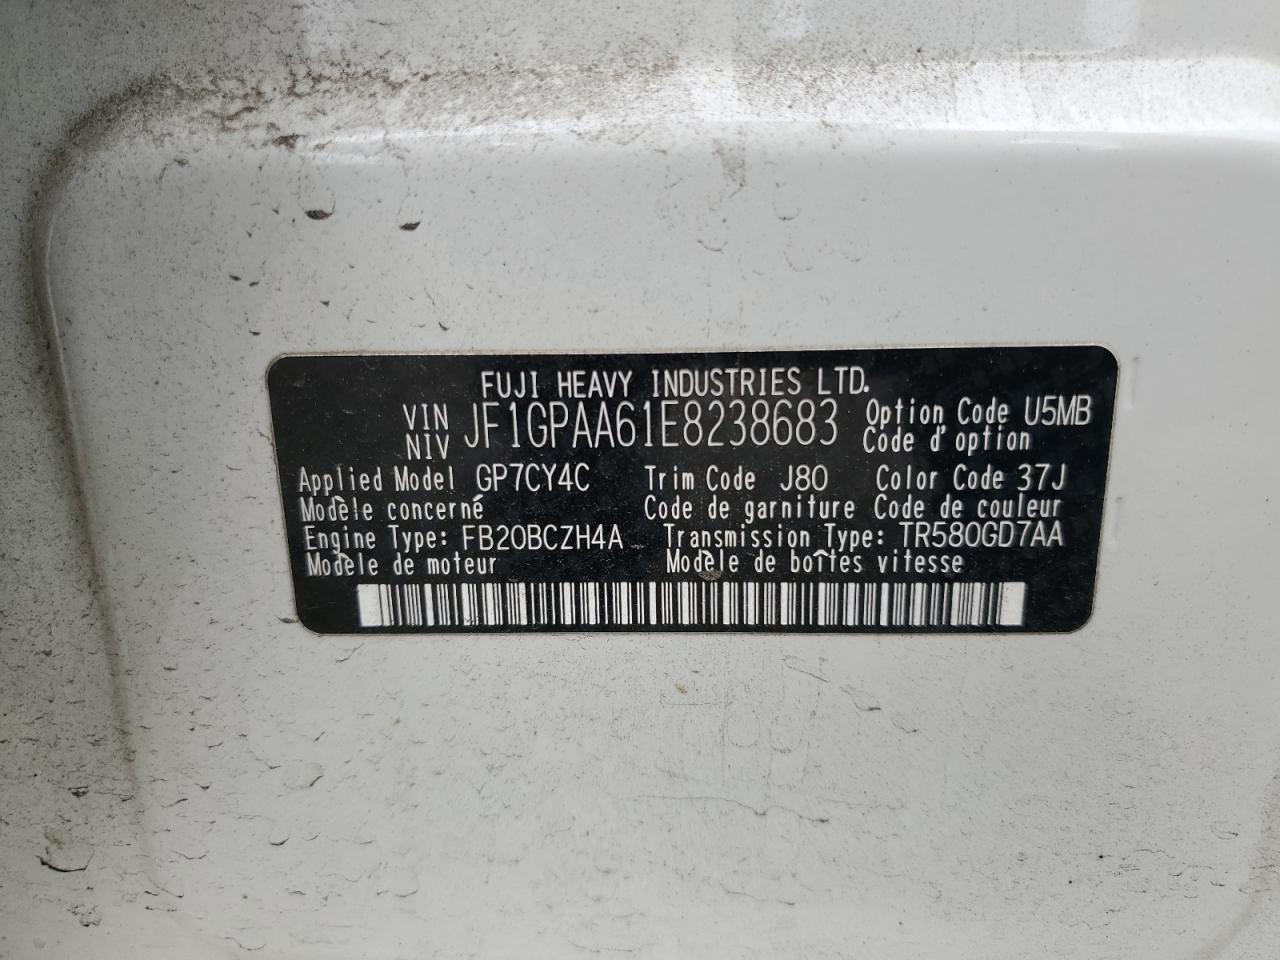 FUJI HEAVY INDUSTRIES LTD.
VIN
NIV JF1GPAA61E8238683 Option Code U5MB
Code d'option
Applied Model GP7CY4C Trim Code J80 Color Code 37J
Modèle concerné Code de garniture Code de couleur
Engine Type: FB20BCZH4A Transmission Type: TR580GD7AA
Modèle de moteur Modèle de boîtes vitesse